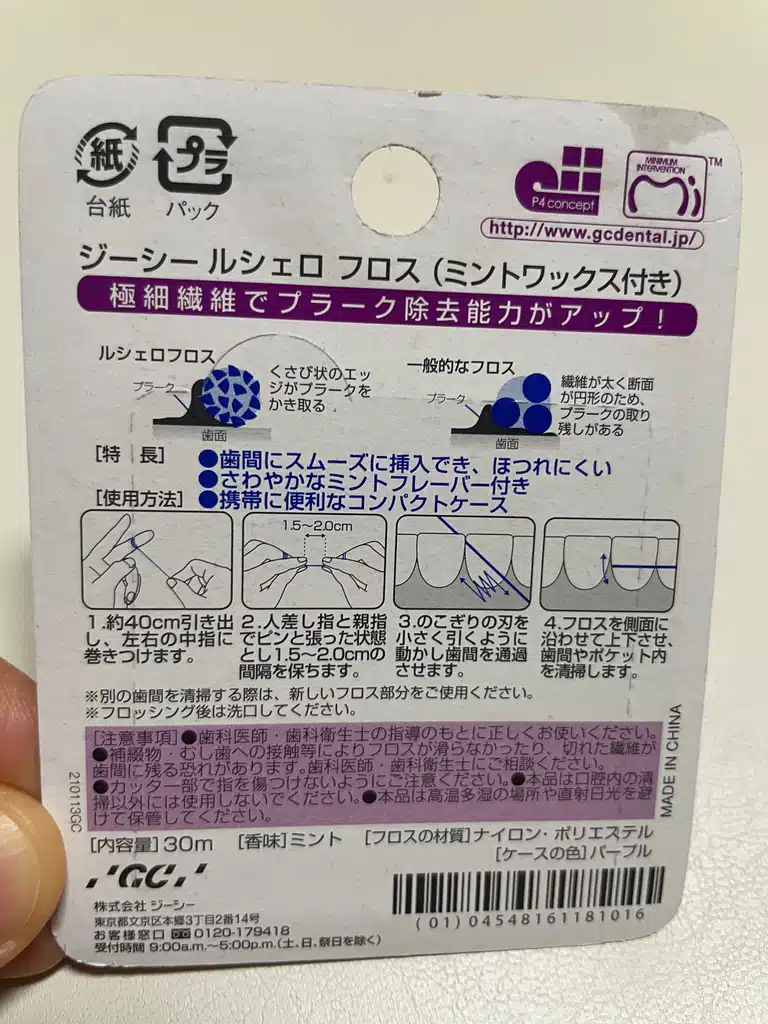 紙
プラ
台紙
パック
P4 concept
MINIMUM
INTERVENTION
TM
http://www.gcdental.jp/
ジーシー ルシェロ フロス (ミントワックス付き)
極細繊維でプラーク除去能力がアップ!
ルシェロフロス
プラーク
歯面
くさび状のエッ
ジがプラークを
かき取る
一般的なフロス
プラーク
歯面
繊維が太く断面
が円形のため、
プラークの取り
残しがある
[特 長]
●歯間にスムーズに挿入でき、ほつれにくい
●さわやかなミントフレーバー付き
●携帯に便利なコンパクトケース
[使用方法]
1.5〜2.0cm
1.約40cm引き出
し、左右の中指に
巻きつけます。
2.人差し指と親指
でピンと張った状態
とし1.5〜2.0cmの
間隔を保ちます。
3.のこぎりの刃を
小さく引くように
動かし歯間を通過
させます。
4.フロスを側面に
沿わせて上下させ、
歯間やポケット内
を清掃します。
※別の歯間を清掃する際は、新しいフロス部分をご使用ください。
※フロッシング後は洗口してください。
[注意事項]●歯科医師・歯科衛生士の指導のもとに正しくお使いください。
●補綴物・むし歯への接触等によりフロスが滑らなかったり、切れた繊維が
歯間に残る恐れがあります。歯科医師・歯科衛生士にご相談ください。
●カッター部で指を傷つけないようにご注意ください。●本品は口腔内の清
掃以外には使用しないでください。●本品は高温多湿の場所や直射日光を避
けて保管してください。
MADE IN CHINA
210113GC
[内容量]30m [香味]ミント [フロスの材質]ナイロン・ポリエステル
[ケースの色]パープル
GC
株式会社 ジーシー
東京都文京区本郷3丁目2番14号
お客様窓口 0120-179418
受付時間 9:00a.m.〜5:00p.m.(土、日、祭日を除く)
(01)04548161181016